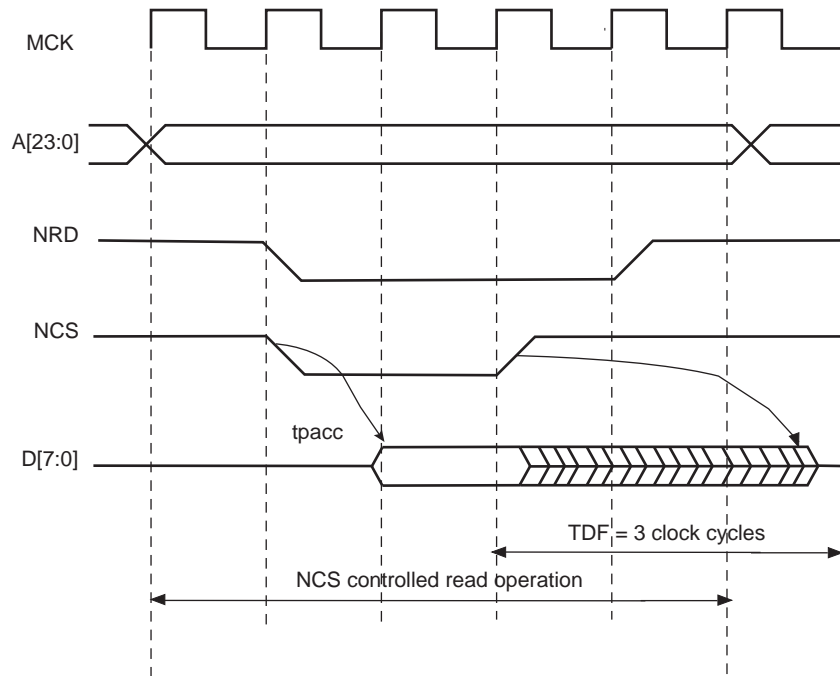 MCK
A[23:0]
NRD
NCS
tpacc
D[7:0]
TDF = 3 clock cycles
NCS controlled read operation